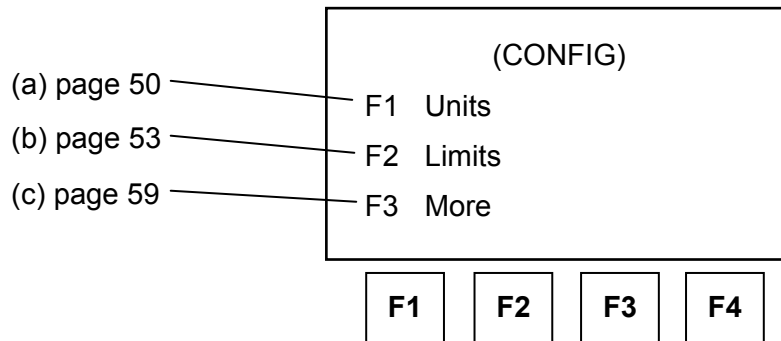 (CONFIG)
(a) page 50
F1 Units
(b) page 53
F2 Limits
(c) page 59
F3 More
F1 F2 F3 F4